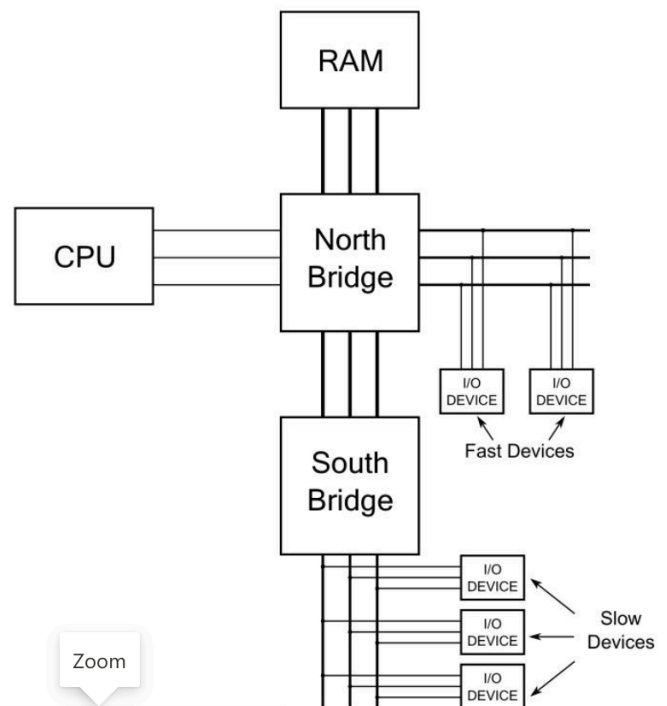 RAM
CPU
North
Bridge
I/O
DEVICE
I/O
DEVICE
Fast Devices
South
Bridge
I/O
DEVICE
I/O
DEVICE
I/O
DEVICE
Slow
Devices
Zoom